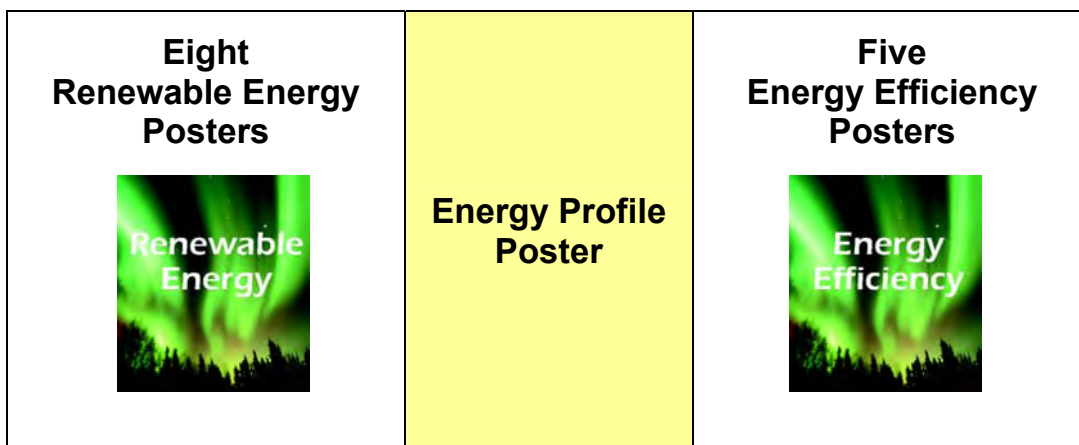 Eight
Renewable Energy
Posters
Renewable
Energy
Energy Profile
Poster
Five
Energy Efficiency
Posters
Energy
Efficiency